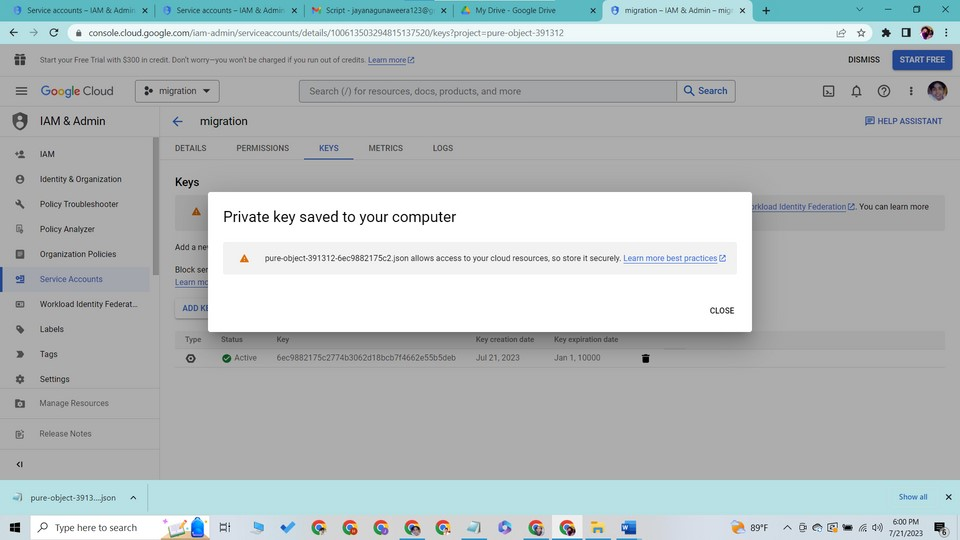 Service accounts – IAM & Admin
Service accounts – IAM & Admin
Script - jayanagunaweera123@g
My Drive - Google Drive
migration – IAM & Admin – mig
console.cloud.google.com/iam-admin/serviceaccounts/details/100613503294815137520/keys?project=pure-object-391312
Start your Free Trial with $300 in credit. Don't worry—you won't be charged if you run out of credits. Learn more
DISMISS
START FREE
Google Cloud
migration
Search (/) for resources, docs, products, and more
Search
IAM & Admin
migration
HELP ASSISTANT
DETAILS
PERMISSIONS
KEYS
METRICS
LOGS
IAM
Identity & Organization
Policy Troubleshooter
Policy Analyzer
Organization Policies
Service Accounts
Workload Identity Federat...
Labels
Tags
Settings
Manage Resources
Release Notes
Keys
orkload Identity Federation. You can learn more
Add a new
Block ser
Learn mo
ADD KE
Private key saved to your computer
pure-object-391312-6ec9882175c2.json allows access to your cloud resources, so store it securely. Learn more best practices
CLOSE
Type Status Key Key creation date Key expiration date
Active 6ec9882175c2774b3062d18bcb7f4662e55b5deb Jul 21, 2023 Jan 1, 10000
pure-object-3913....json
Show all
Type here to search
89°F
6:00 PM
7/21/2023
6